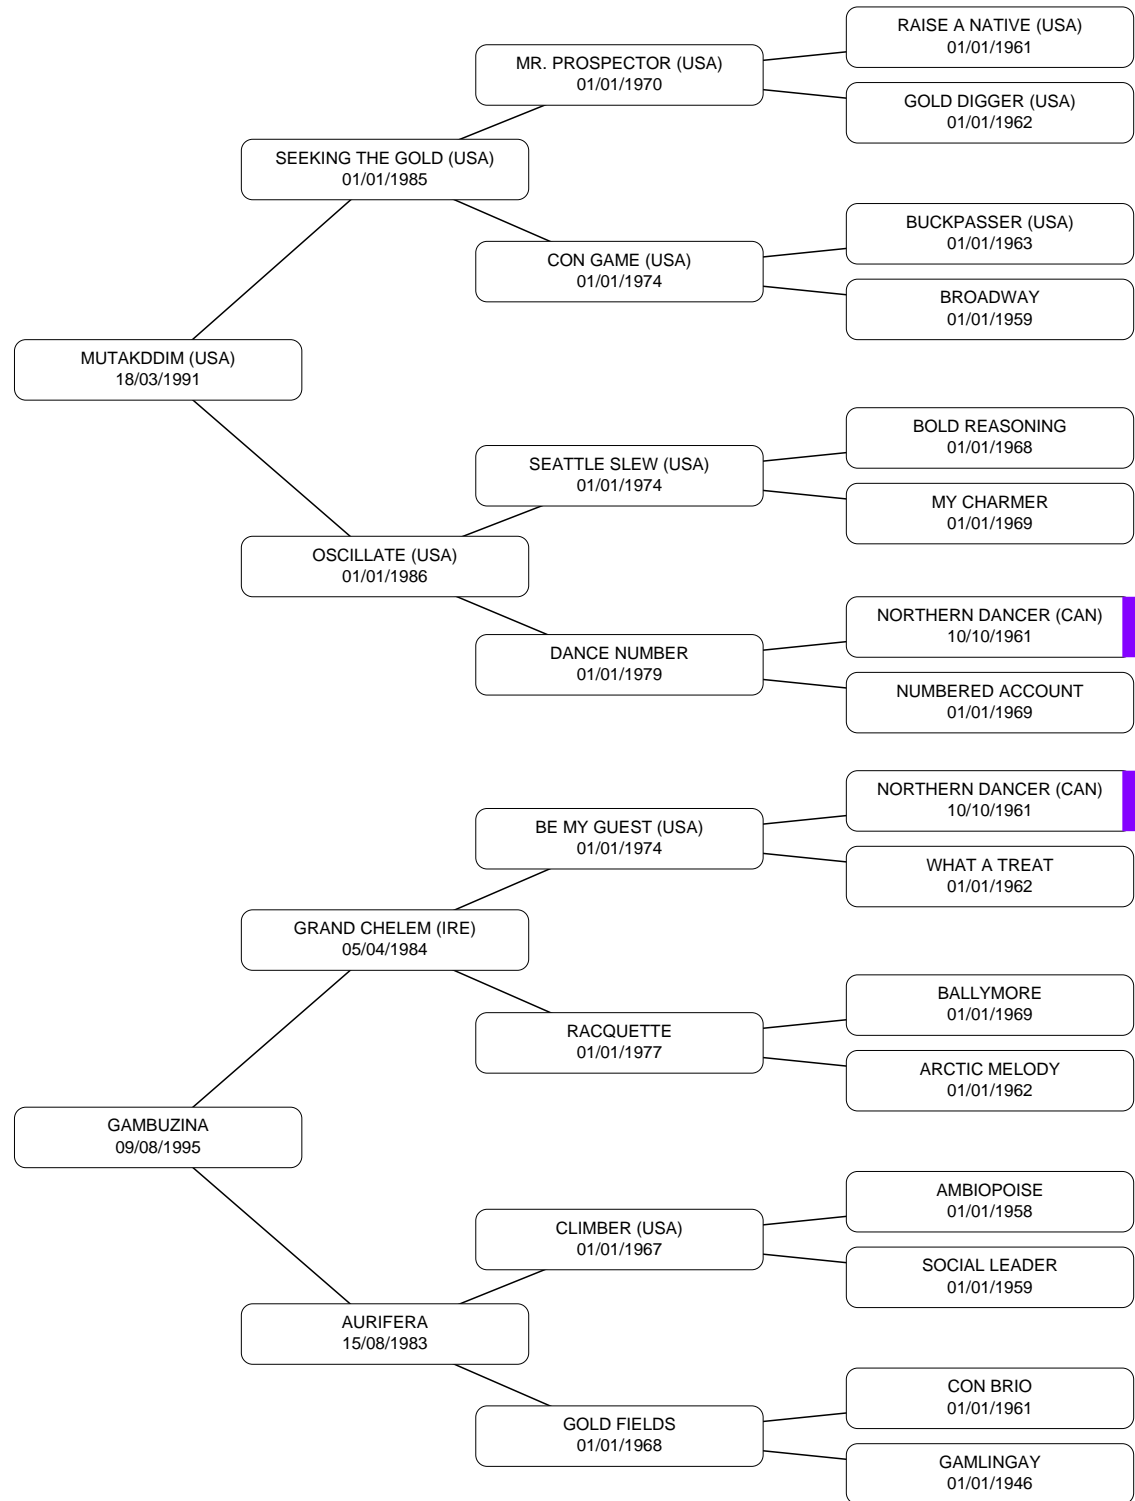 RAISE A NATIVE (USA)
01/01/1961
MR. PROSPECTOR (USA)
01/01/1970
GOLD DIGGER (USA)
01/01/1962
SEEKING THE GOLD (USA)
01/01/1985
BUCKPASSER (USA)
01/01/1963
CON GAME (USA)
01/01/1974
BROADWAY
01/01/1959
MUTAKDDIM (USA)
18/03/1991
BOLD REASONING
01/01/1968
SEATTLE SLEW (USA)
01/01/1974
MY CHARMER
01/01/1969
OSCILLATE (USA)
01/01/1986
NORTHERN DANCER (CAN)
10/10/1961
DANCE NUMBER
01/01/1979
NUMBERED ACCOUNT
01/01/1969
NORTHERN DANCER (CAN)
10/10/1961
BE MY GUEST (USA)
01/01/1974
WHAT A TREAT
01/01/1962
GRAND CHELEM (IRE)
05/04/1984
BALLYMORE
01/01/1969
RACQUETTE
01/01/1977
ARCTIC MELODY
01/01/1962
GAMBUZINA
09/08/1995
AMBIOPOISE
01/01/1958
CLIMBER (USA)
01/01/1967
SOCIAL LEADER
01/01/1959
AURIFERA
15/08/1983
CON BRIO
01/01/1961
GOLD FIELDS
01/01/1968
GAMLINGAY
01/01/1946